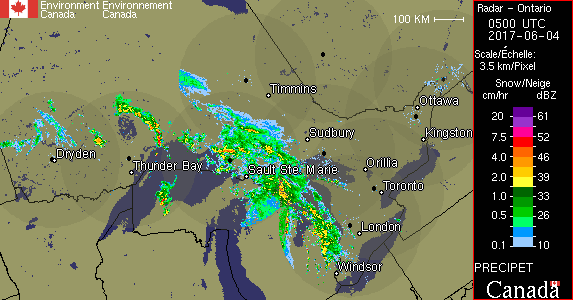 Environment Environnement
Canada Canada
100 KM
Timmins
Ottawa
Sudbury
Kingston
Dryden
Thunder Bay
Sault Ste. Marie
Orillia
Toronto
London
Windsor
Radar - Ontario
0500 UTC
2017-06-04
Scale/Échelle:
3.5 km/Pixel
Snow/Neige
cm/hr dBZ
20 61
7.5 52
4.0 46
2.0 39
1.0 33
0.5 26
0.1 10
PRECIPET
Canada